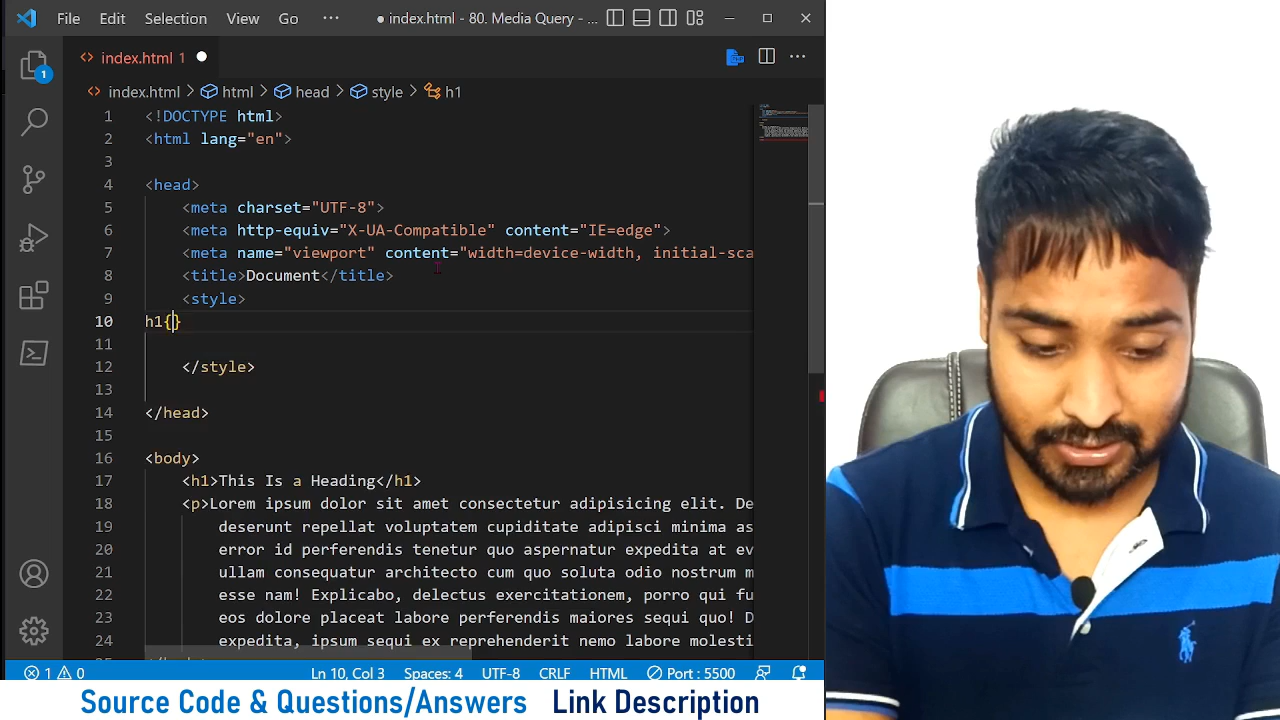 File Edit Selection View Go ··· ● index.html - 80. Media Query - ...
index.html 1
index.html > html > head > style > h1
1 <!DOCTYPE html>
2 <html lang="en">
3
4 <head>
5 <meta charset="UTF-8">
6 <meta http-equiv="X-UA-Compatible" content="IE=edge">
7 <meta name="viewport" content="width=device-width, initial-sca
8 <title>Document</title>
9 <style>
10 h1{}
11
12 </style>
13
14 </head>
15
16 <body>
17 <h1>This Is a Heading</h1>
18 <p>Lorem ipsum dolor sit amet consectetur adipisicing elit. De
19 deserunt repellat voluptatem cupiditate adipisci minima as
20 error id perferendis tenetur quo aspernatur expedita at ev
21 ullam consequatur architecto cum quo soluta odio nostrum m
22 esse nam! Explicabo, delectus exercitationem, porro qui fu
23 eos dolore placeat labore perferendis maiores sequi quo! D
24 expedita, ipsum sequi ex reprehenderit nemo labore molesti
1 0 Ln 10, Col 3 Spaces: 4 UTF-8 CRLF HTML Port : 5500
Source Code & Questions/Answers Link Description